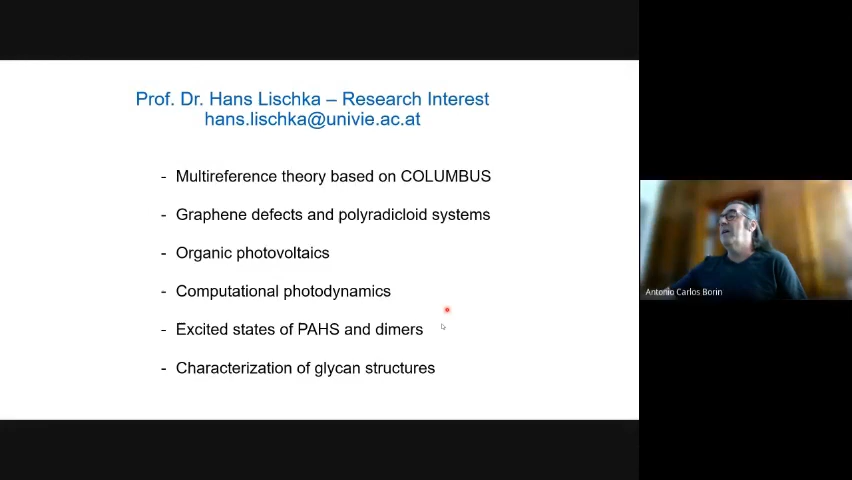 Prof. Dr. Hans Lischka – Research Interest
hans.lischka@univie.ac.at
- Multireference theory based on COLUMBUS
- Graphene defects and polyradicloid systems
- Organic photovoltaics
- Computational photodynamics
- Excited states of PAHS and dimers
- Characterization of glycan structures
Antonio Carlos Borin